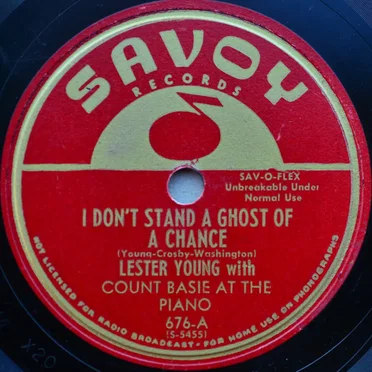 SAVOY
RECORDS
SAV-O-FLEX
Unbreakable Under
Normal Use
I DON'T STAND A GHOST OF
A CHANCE
(Young-Crosby-Washington)
LESTER YOUNG with
COUNT BASIE AT THE
PIANO
676-A
(S-5455)
NOT LICENSED FOR RADIO BROADCAST - FOR HOME USE ON PHONOGRAPHS